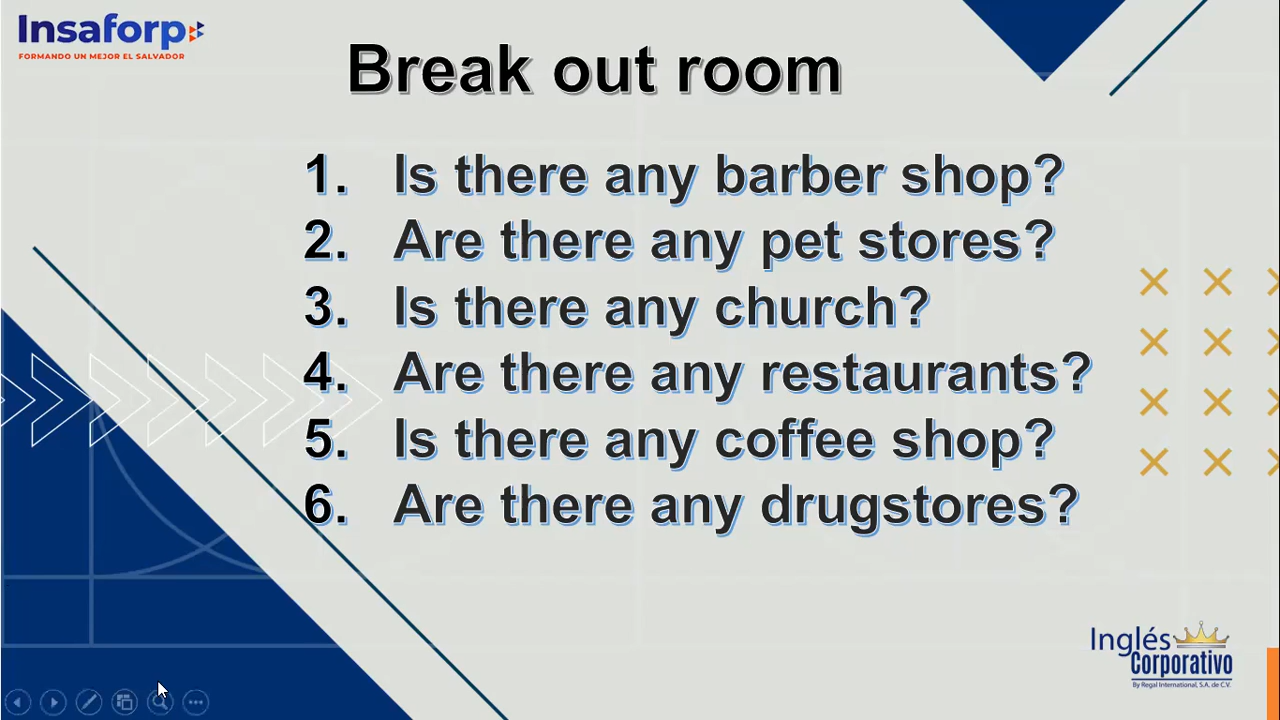 Insaforp
FORMANDO UN MEJOR EL SALVADOR
Break out room
1. Is there any barber shop?
2. Are there any pet stores?
3. Is there any church?
4. Are there any restaurants?
5. Is there any coffee shop?
6. Are there any drugstores?
Inglés
Corporativo
By Regal International, S.A. de C.V.